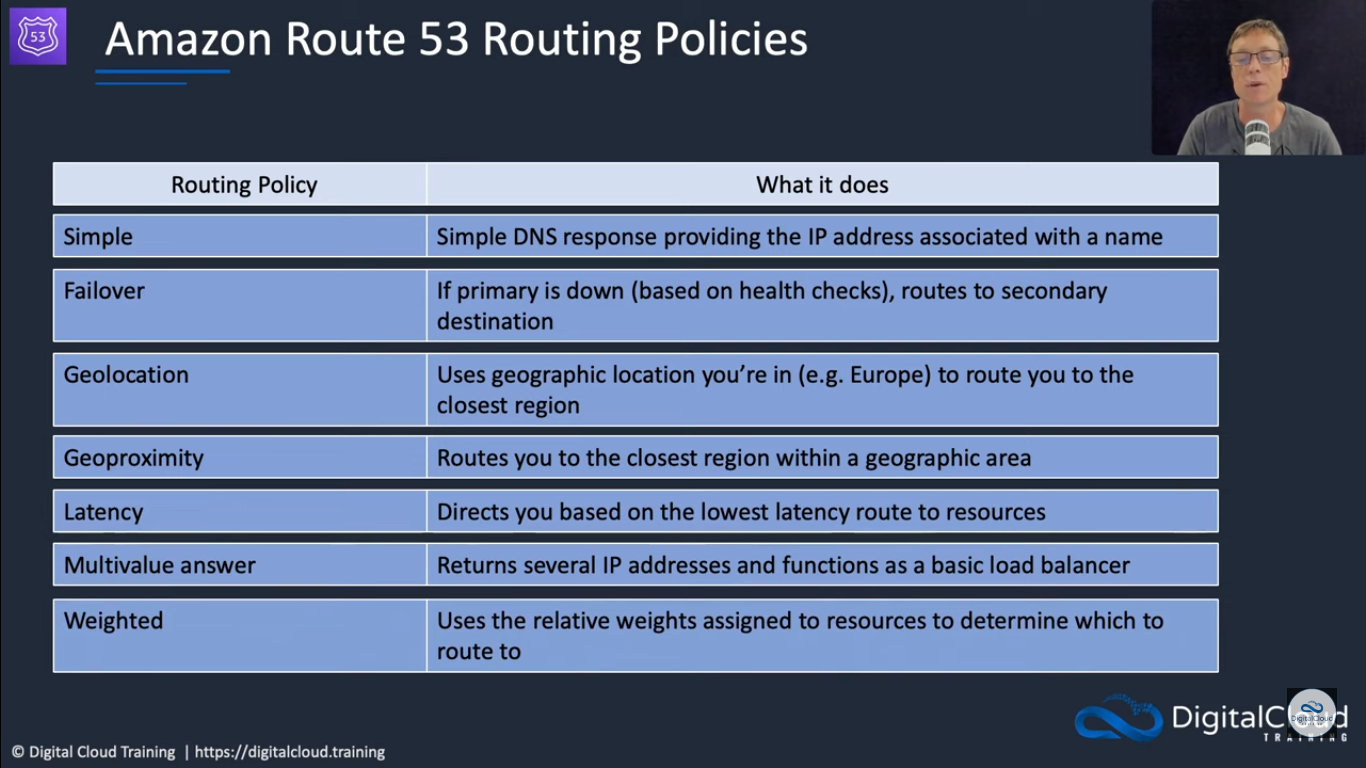 53
Amazon Route 53 Routing Policies
Routing Policy
What it does
Simple
Simple DNS response providing the IP address associated with a name
Failover
If primary is down (based on health checks), routes to secondary
destination
Geolocation
Uses geographic location you’re in (e.g. Europe) to route you to the
closest region
Geoproximity
Routes you to the closest region within a geographic area
Latency
Directs you based on the lowest latency route to resources
Multivalue answer
Returns several IP addresses and functions as a basic load balancer
Weighted
Uses the relative weights assigned to resources to determine which to
route to
DigitalCloud
TRAINING
DigitalCloud
© Digital Cloud Training | https://digitalcloud.training